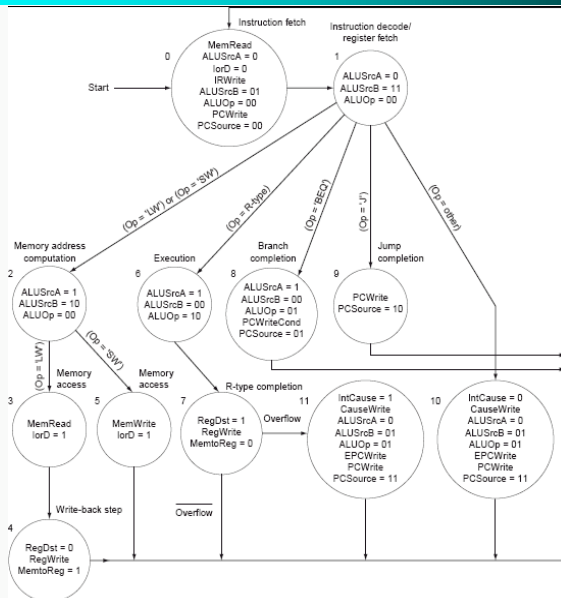 Instruction fetch
0
MemRead
ALUSrcA = 0
IorD = 0
IRWrite
ALUSrcB = 01
ALUOp = 00
PCWrite
PCSource = 00
Start
Instruction decode/
register fetch
1
ALUSrcA = 0
ALUSrcB = 11
ALUOp = 00
(Op = 'LW') or (Op = 'SW')
(Op = R-type)
(Op = 'BEQ')
(Op = 'J')
(Op = other)
Memory address
computation
2
ALUSrcA = 1
ALUSrcB = 10
ALUOp = 00
Execution
6
ALUSrcA = 1
ALUSrcB = 00
ALUOp = 10
Branch
completion
8
ALUSrcA = 1
ALUSrcB = 00
ALUOp = 01
PCWriteCond
PCSource = 01
Jump
completion
9
PCWrite
PCSource = 10
(Op = 'LW')
(Op = 'SW')
Memory
access
3
MemRead
IorD = 1
Memory
access
5
MemWrite
IorD = 1
R-type completion
7
RegDst = 1
RegWrite
MemtoReg = 0
Overflow
Overflow
11
IntCause = 1
CauseWrite
ALUSrcA = 0
ALUSrcB = 01
ALUOp = 01
EPCWrite
PCWrite
PCSource = 11
10
IntCause = 0
CauseWrite
ALUSrcA = 0
ALUSrcB = 01
ALUOp = 01
EPCWrite
PCWrite
PCSource = 11
Write-back step
4
RegDst = 0
RegWrite
MemtoReg = 1